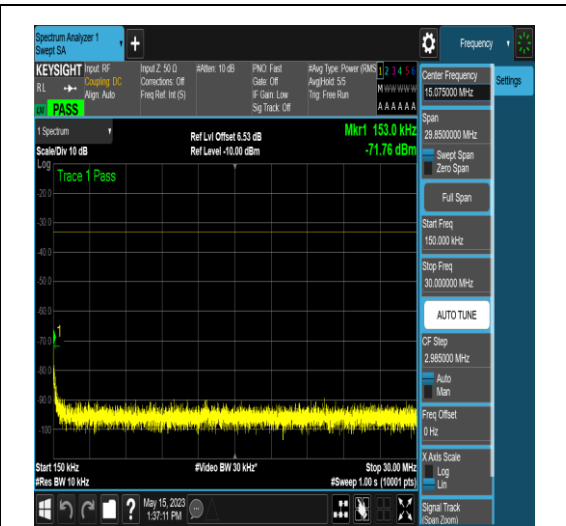 Spectrum Analyzer 1
Swept SA
+
Frequency
KEYSIGHT
RL
PASS
Input: RF
Coupling: DC
Align: Auto
Input Z: 50 Ω
Corrections: Off
Freq Ref: Int (S)
#Atten: 10 dB
PNO: Fast
Gate: Off
IF Gain: Low
Sig Track: Off
#Avg Type: Power (RMS
Avg|Hold: 5/5
Trig: Free Run
1 2 3 4 5 6
M W W W W W
A A A A A A
1 Spectrum
Scale/Div 10 dB
Ref Lvl Offset 6.53 dB
Ref Level -10.00 dBm
Mkr1 153.0 kHz
-71.76 dBm
Log
Trace 1 Pass
-20.0
-30.0
-40.0
-50.0
-60.0
-70.0
-80.0
-90.0
-100
1
Start 150 kHz
#Res BW 10 kHz
#Video BW 30 kHz*
Stop 30.00 MHz
#Sweep 1.00 s (10001 pts)
Center Frequency
15.075000 MHz
Settings
Span
29.8500000 MHz
Swept Span
Zero Span
Full Span
Start Freq
150.000 kHz
Stop Freq
30.000000 MHz
AUTO TUNE
CF Step
2.985000 MHz
Auto
Man
Freq Offset
0 Hz
X Axis Scale
Log
Lin
Signal Track
(Span Zoom)
?
May 15, 2023
1:37:11 PM